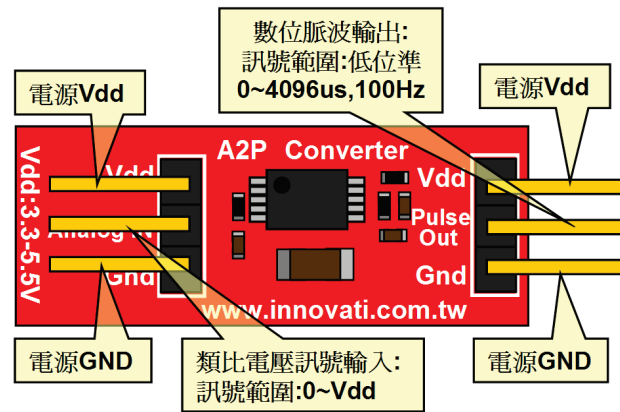 數位脈波輸出:
訊號範圍:低位準
0~4096us,100Hz
電源Vdd
電源Vdd
A2P Converter
Vdd:3.3-5.5V
Vdd
Analog IN
Gnd
Vdd
Pulse
Out
Gnd
www.innovati.com.tw
電源GND
類比電壓訊號輸入:
訊號範圍:0~Vdd
電源GND